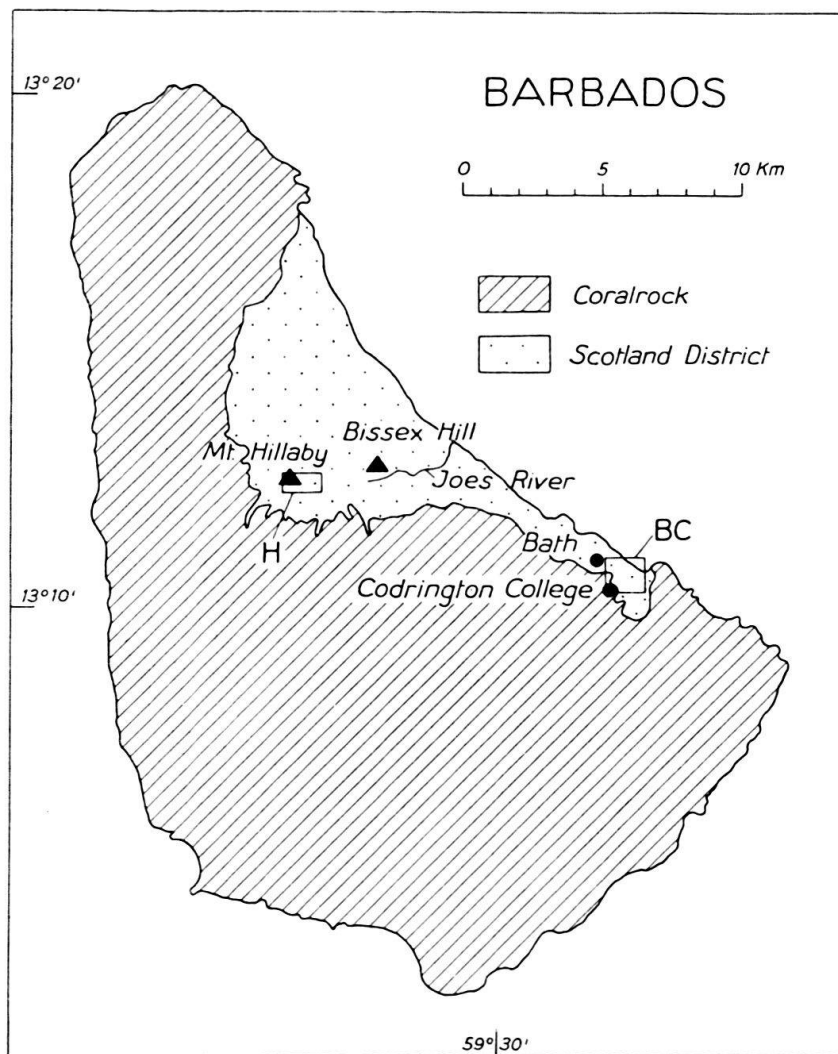 13° 20'
BARBADOS
0 5 10 Km
Coralrock
Scotland District
Bissex Hill
Mt. Hillaby
Joes River
H
Bath
BC
Codrington College
13° 10'
59° 30'